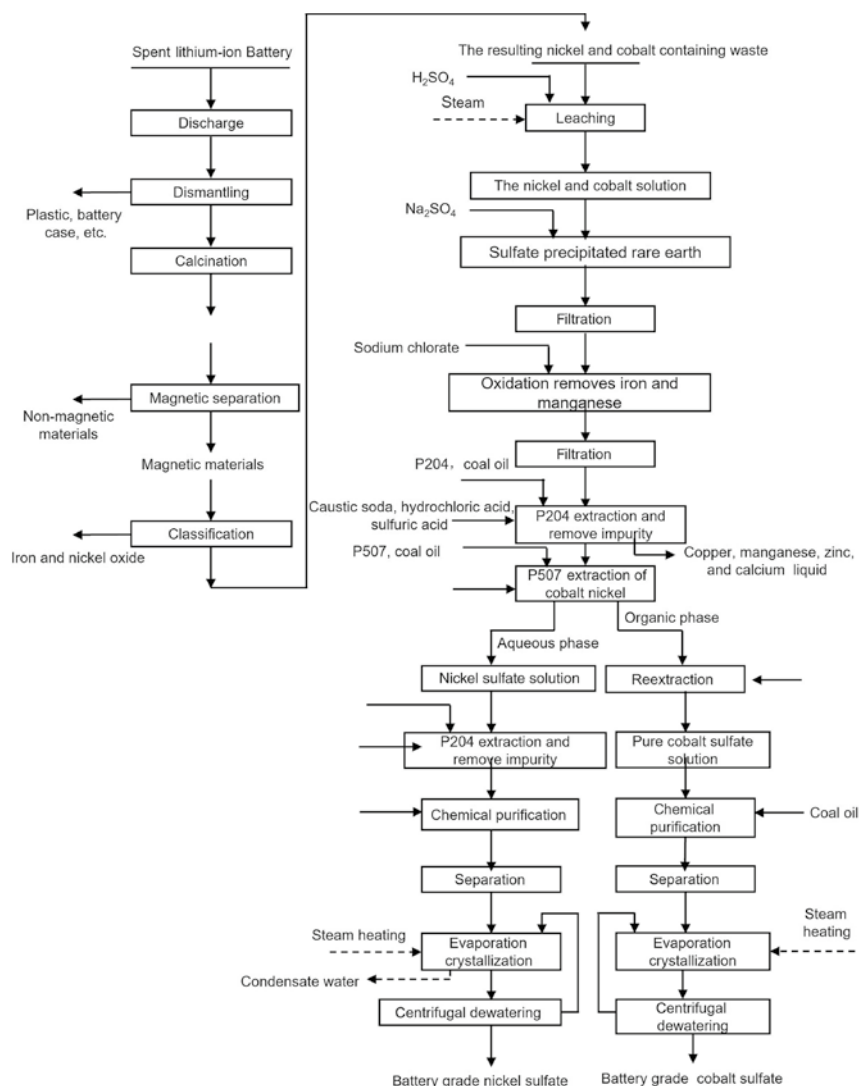 Spent lithium-ion Battery
Discharge
Dismantling
Plastic, battery
case, etc.
Calcination
Magnetic separation
Non-magnetic
materials
Magnetic materials
Classification
Iron and nickel oxide
The resulting nickel and cobalt containing waste
H₂SO₄
Steam
Leaching
The nickel and cobalt solution
Na₂SO₄
Sulfate precipitated rare earth
Filtration
Sodium chlorate
Oxidation removes iron and
manganese
Filtration
P204, coal oil
Caustic soda, hydrochloric acid,
sulfuric acid
P204 extraction and
remove impurity
Copper, manganese, zinc,
and calcium liquid
P507, coal oil
P507 extraction of
cobalt nickel
Organic phase
Aqueous phase
Nickel sulfate solution
Reextraction
P204 extraction and
remove impurity
Pure cobalt sulfate
solution
Chemical purification
Chemical
purification
Coal oil
Separation
Separation
Steam heating
Evaporation
crystallization
Evaporation
crystallization
Steam
heating
Condensate water
Centrifugal dewatering
Centrifugal
dewatering
Battery grade nickel sulfate
Battery grade cobalt sulfate